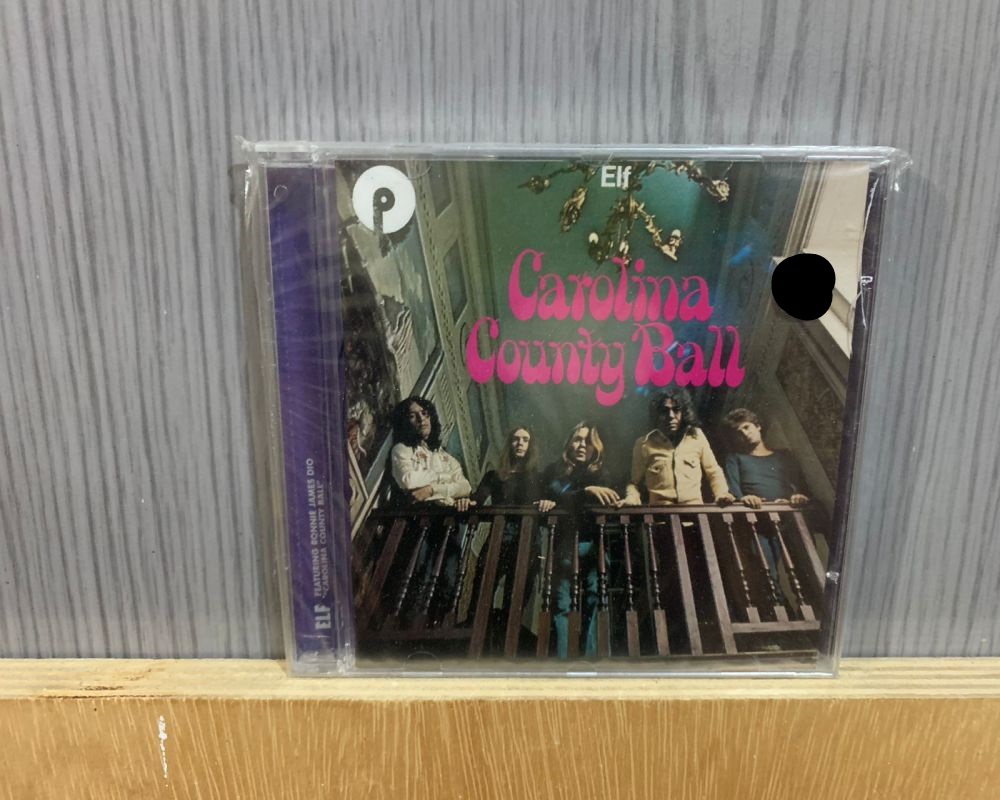 P
Elf
Carolina
County Ball
ELF
FEATURING RONNIE JAMES DIO
"CAROLINA COUNTY BALL"